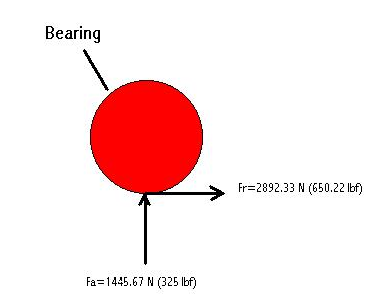 Bearing
Fr=2892.33 N (650.22 lbf)
Fa=1445.67 N (325 lbf)